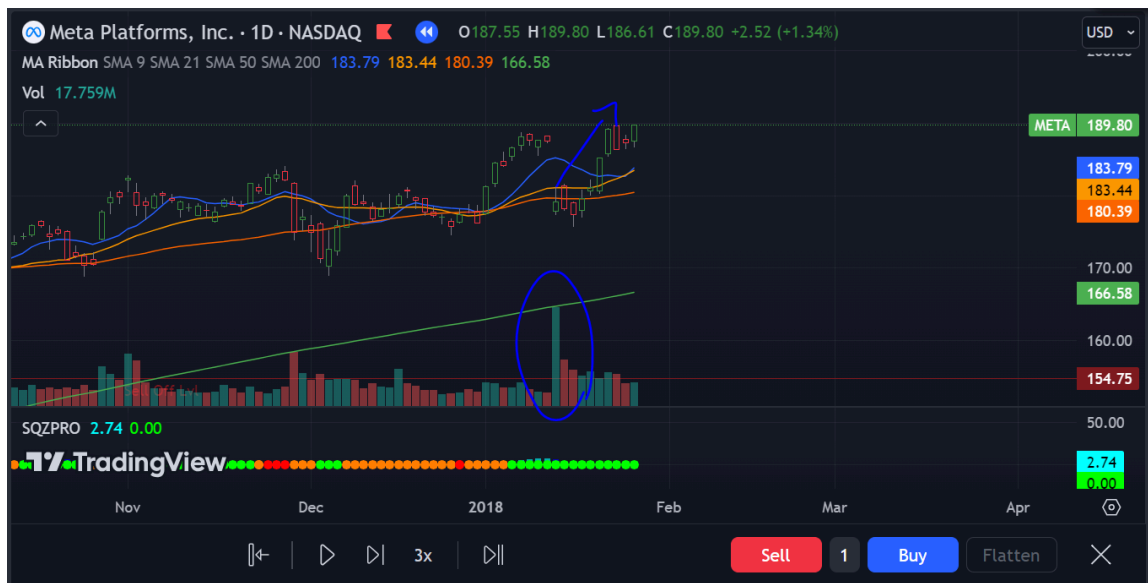 Meta Platforms, Inc. · 1D · NASDAQ O187.55 H189.80 L186.61 C189.80 +2.52 (+1.34%) USD
MA Ribbon SMA 9 SMA 21 SMA 50 SMA 200 183.79 183.44 180.39 166.58
Vol 17.759M
META 189.80
183.79
183.44
180.39
170.00
166.58
160.00
154.75
Sell Off Lvl
SQZPRO 2.74 0.00
50.00
TradingView
2.74
0.00
Nov Dec 2018 Feb Mar Apr
3x Sell 1 Buy Flatten